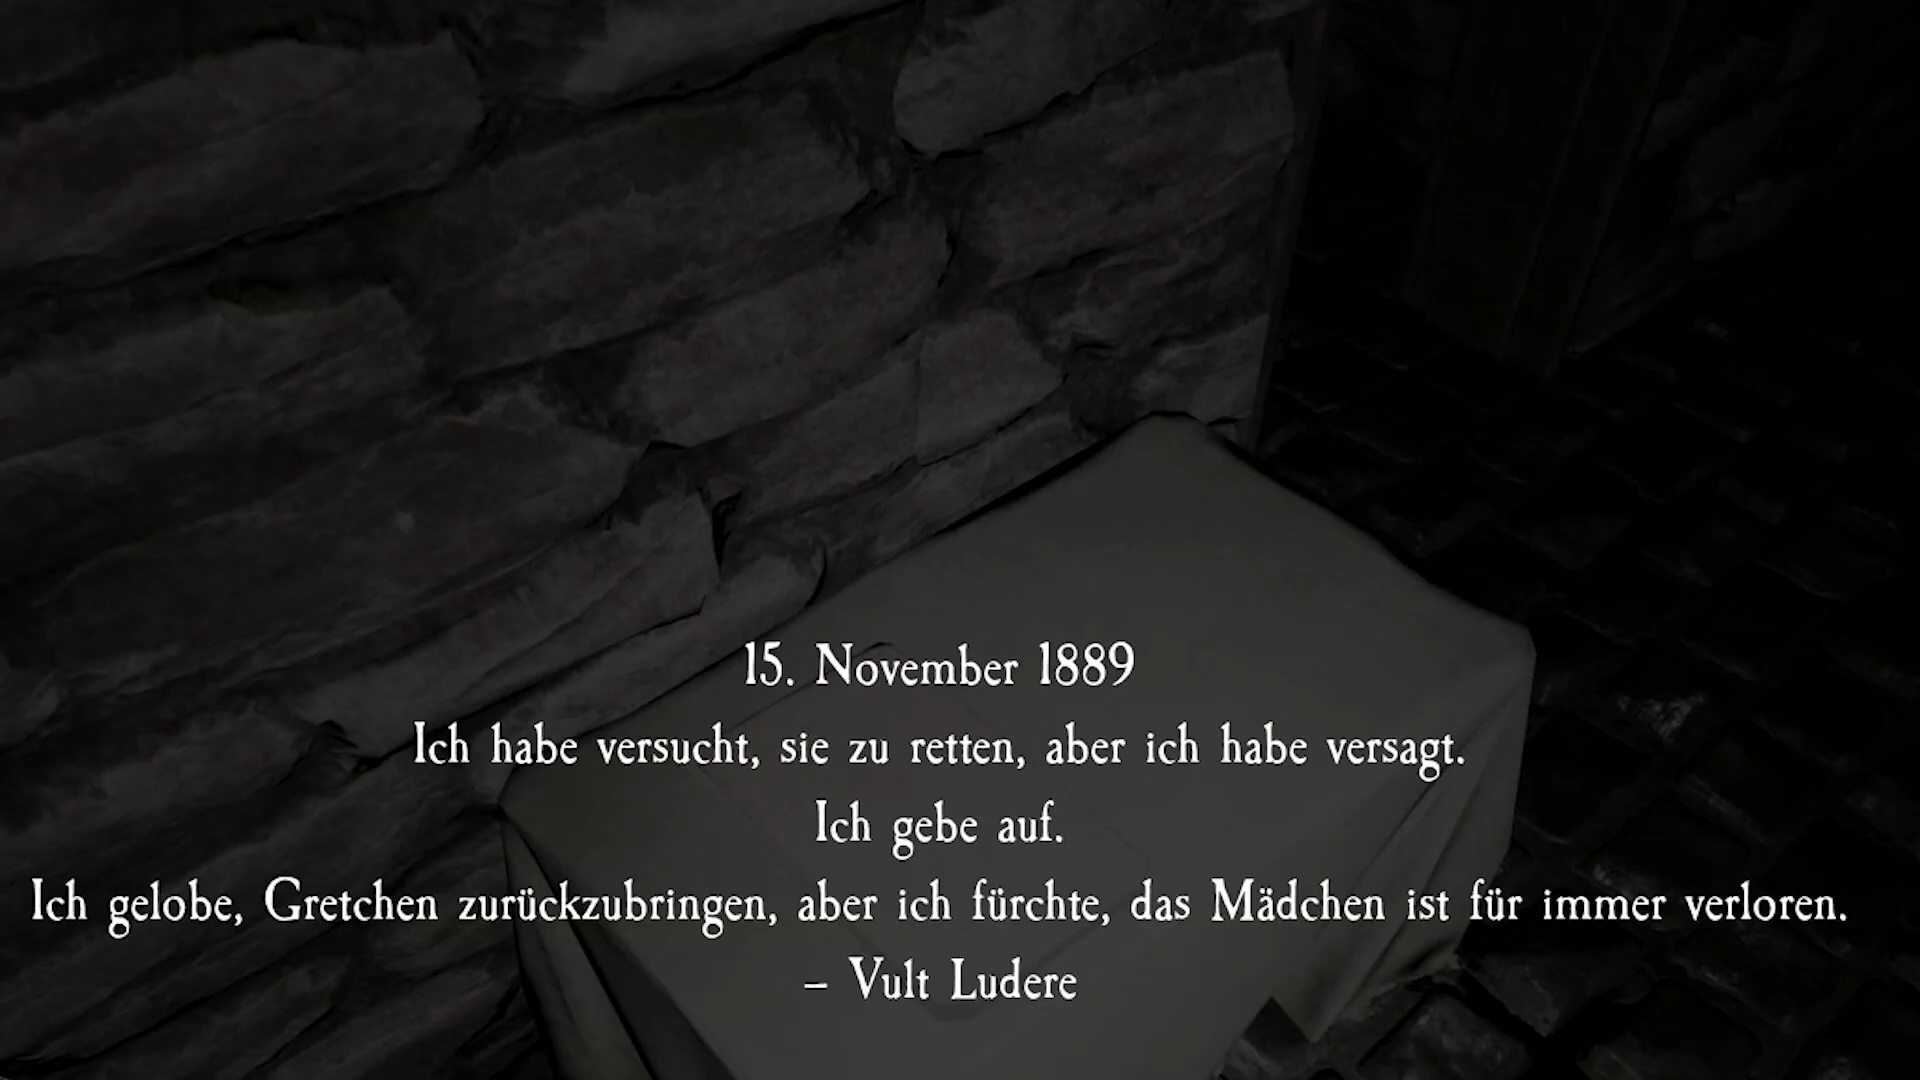 15. November 1889
Ich habe versucht, sie zu retten, aber ich habe versagt.
Ich gebe auf.
Ich gelobe, Gretchen zurückzubringen, aber ich fürchte, das Mädchen ist für immer verloren.
– Vult Ludere